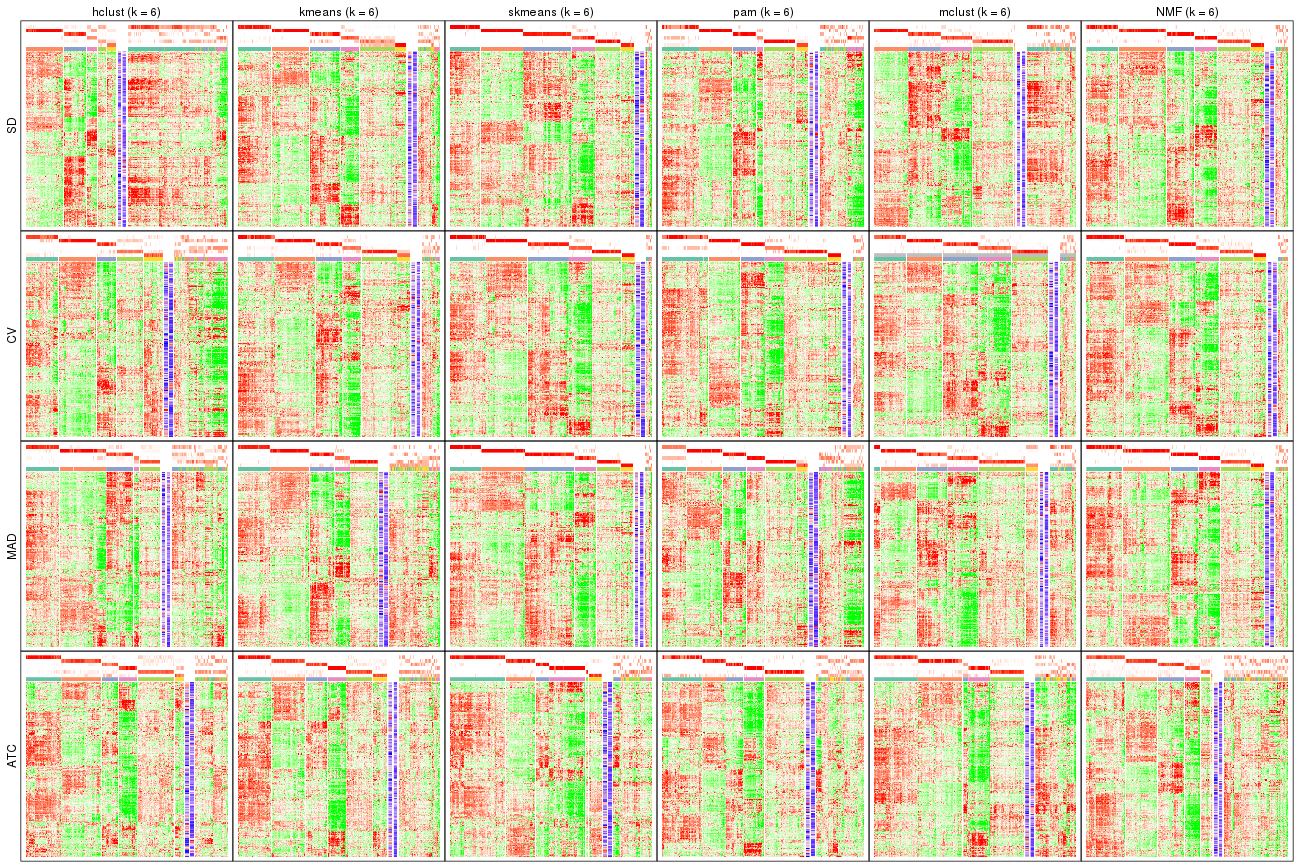 hclust (k = 6) kmeans (k = 6) skmeans (k = 6) pam (k = 6) mclust (k = 6) NMF (k = 6)
SD
CV
MAD
ATC